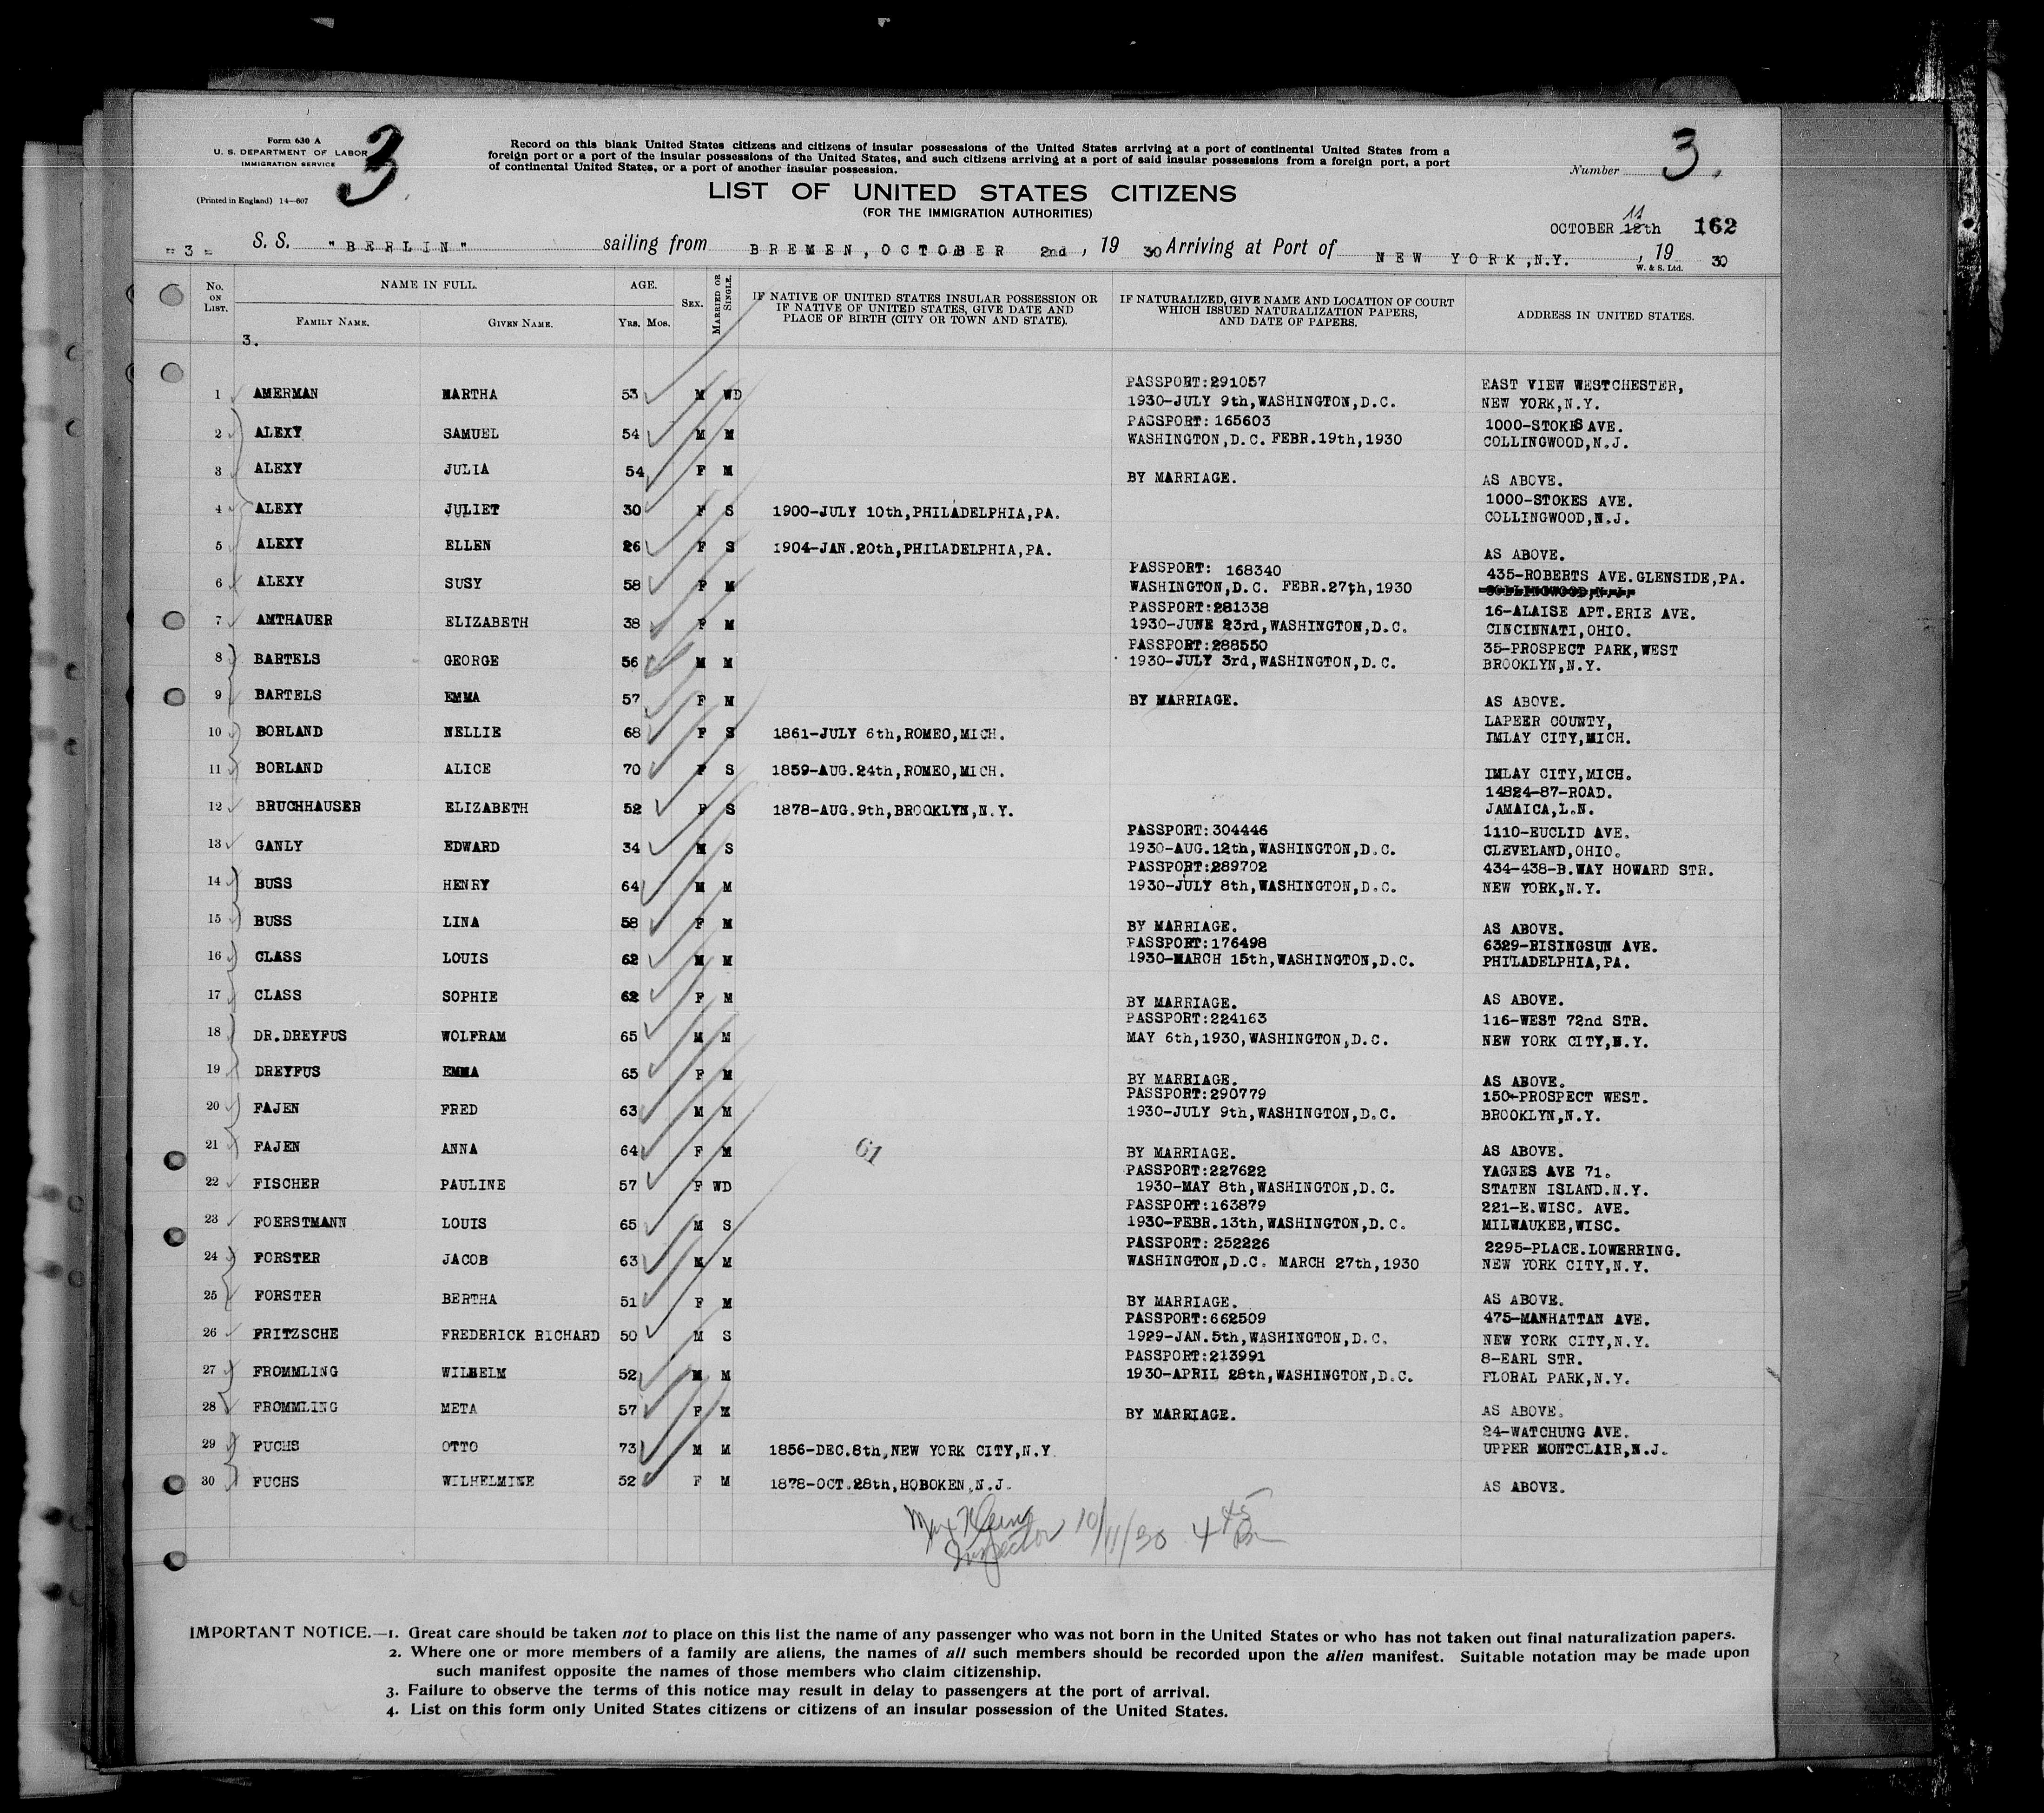 Form 630 A
U. S. DEPARTMENT OF LABOR
IMMIGRATION SERVICE
(Printed in England) 14—607
3
Record on this blank United States citizens and citizens of insular possessions of the United States arriving at a port of continental United States from a
foreign port or a port of the insular possessions of the United States, and such citizens arriving at a port of said insular possessions from a foreign port, a port
of continental United States, or a port of another insular possession.
LIST OF UNITED STATES CITIZENS
(FOR THE IMMIGRATION AUTHORITIES)
Number 3
OCTOBER 12th 11 162
- 3 - S. S. "BERLIN" sailing from BREMEN, OCTOBER 2nd, 19 30 Arriving at Port of NEW YORK, N.Y. , 19 30
W. & S. Ltd.
No. ON LIST. NAME IN FULL. AGE. SEX. MARRIED OR SINGLE. IF NATIVE OF UNITED STATES INSULAR POSSESSION OR IF NATIVE OF UNITED STATES, GIVE DATE AND PLACE OF BIRTH (CITY OR TOWN AND STATE). IF NATURALIZED, GIVE NAME AND LOCATION OF COURT WHICH ISSUED NATURALIZATION PAPERS, AND DATE OF PAPERS. ADDRESS IN UNITED STATES.
FAMILY NAME. GIVEN NAME. YRS. MOS.
3.
PASSPORT:291057 EAST VIEW WESTCHESTER,
1 AMERMAN MARTHA 53 M WD 1930-JULY 9th,WASHINGTON,D.C. NEW YORK,N.Y.
PASSPORT: 165603 1000-STOKES AVE.
2 ALEXY SAMUEL 54 M M WASHINGTON,D.C. FEBR.19th,1930 COLLINGWOOD,N.J.
3 ALEXY JULIA 54 F M BY MARRIAGE. AS ABOVE.
1000-STOKES AVE.
4 ALEXY JULIET 30 F S 1900-JULY 10th,PHILADELPHIA,PA. COLLINGWOOD,N.J.
5 ALEXY ELLEN 26 F S 1904-JAN.20th,PHILADELPHIA,PA. AS ABOVE.
PASSPORT: 168340 435-ROBERTS AVE.GLENSIDE,PA.
6 ALEXY SUSY 58 F M WASHINGTON,D.C. FEBR.27th,1930 COLLINGWOOD,N.J.
PASSPORT:281338 16-ALAISE APT.ERIE AVE.
7 AMTHAUER ELIZABETH 38 F M 1930-JUNE 23rd,WASHINGTON,D.C. CINCINNATI,OHIO.
PASSPORT:288550 35-PROSPECT PARK,WEST
8 BARTELS GEORGE 56 M M 1930-JULY 3rd,WASHINGTON,D.C. BROOKLYN,N.Y.
9 BARTELS EMMA 57 F M BY MARRIAGE. AS ABOVE.
LAPEER COUNTY,
10 BORLAND NELLIE 68 F S 1861-JULY 6th,ROMEO,MICH. IMLAY CITY,MICH.
11 BORLAND ALICE 70 F S 1859-AUG.24th,ROMEO,MICH. IMLAY CITY,MICH.
14824-87-ROAD.
12 BRUCHHAUSER ELIZABETH 52 F S 1878-AUG.9th,BROOKLYN,N.Y. JAMAICA,L.N.
PASSPORT:304446 1110-EUCLID AVE.
13 GANLY EDWARD 34 M S 1930-AUG.12th,WASHINGTON,D.C. CLEVELAND,OHIO.
PASSPORT:289702 434-438-B.WAY HOWARD STR.
14 BUSS HENRY 64 M M 1930-JULY 8th,WASHINGTON,D.C. NEW YORK,N.Y.
15 BUSS LINA 58 F M BY MARRIAGE. AS ABOVE.
PASSPORT:176498 6329-RISINGSUN AVE.
16 CLASS LOUIS 62 M M 1930-MARCH 15th,WASHINGTON,D.C. PHILADELPHIA,PA.
17 CLASS SOPHIE 62 F M BY MARRIAGE. AS ABOVE.
PASSPORT:224163 116-WEST 72nd STR.
18 DR.DREYFUS WOLFRAM 65 M M MAY 6th,1930,WASHINGTON,D.C. NEW YORK CITY,N.Y.
19 DREYFUS EMMA 65 F M BY MARRIAGE. AS ABOVE.
PASSPORT:290779 150-PROSPECT WEST.
20 FAJEN FRED 63 M M 1930-JULY 9th,WASHINGTON,D.C. BROOKLYN,N.Y.
21 FAJEN ANNA 64 F M 61 BY MARRIAGE. AS ABOVE.
PASSPORT:227622 YAGNES AVE 71.
22 FISCHER PAULINE 57 F WD 1930-MAY 8th,WASHINGTON,D.C. STATEN ISLAND.N.Y.
PASSPORT:163879 221-E.WISC. AVE.
23 FOERSTMANN LOUIS 65 M S 1930-FEBR.13th,WASHINGTON,D.C. MILWAUKEE,WISC.
PASSPORT: 252226 2295-PLACE.LOWERRING.
24 FORSTER JACOB 63 M M WASHINGTON,D.C. MARCH 27th,1930 NEW YORK CITY,N.Y.
25 FORSTER BERTHA 51 F M BY MARRIAGE. AS ABOVE.
PASSPORT:662509 475-MANHATTAN AVE.
26 FRITZSCHE FREDERICK RICHARD 50 M S 1929-JAN.5th,WASHINGTON,D.C. NEW YORK CITY,N.Y.
PASSPORT:213991 8-EARL STR.
27 FROMMLING WILHELM 52 M M 1930-APRIL 28th,WASHINGTON,D.C. FLORAL PARK,N.Y.
28 FROMMLING META 57 F M BY MARRIAGE. AS ABOVE.
24-WATCHUNG AVE.
29 FUCHS OTTO 73 M M 1856-DEC.8th,NEW YORK CITY,N.Y. UPPER MONTCLAIR,N.J.
30 FUCHS WILHELMINE 52 F M 1878-OCT.28th,HOBOKEN,N.J. AS ABOVE.
Max Klein 10/11/30 4 45
Inspector
IMPORTANT NOTICE.—1. Great care should be taken not to place on this list the name of any passenger who was not born in the United States or who has not taken out final naturalization papers.
2. Where one or more members of a family are aliens, the names of all such members should be recorded upon the alien manifest. Suitable notation may be made upon
such manifest opposite the names of those members who claim citizenship.
3. Failure to observe the terms of this notice may result in delay to passengers at the port of arrival.
4. List on this form only United States citizens or citizens of an insular possession of the United States.